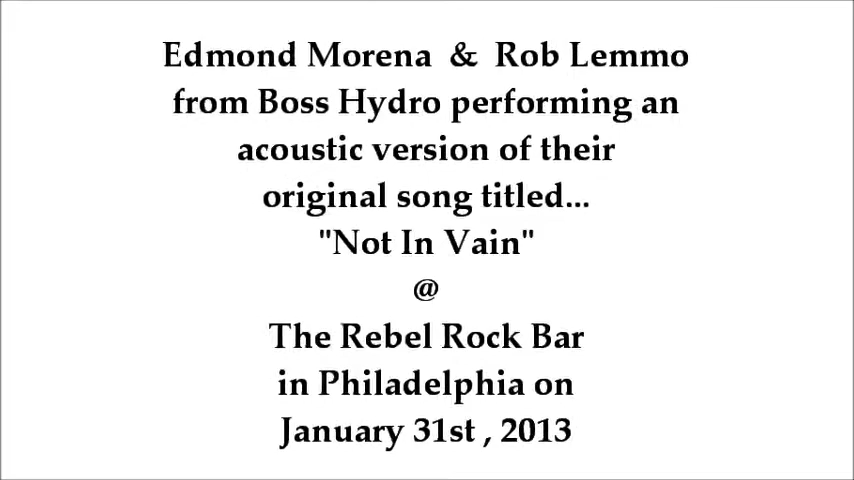 Edmond Morena & Rob Lemmo
from Boss Hydro performing an
acoustic version of their
original song titled...
"Not In Vain"
@
The Rebel Rock Bar
in Philadelphia on
January 31st , 2013